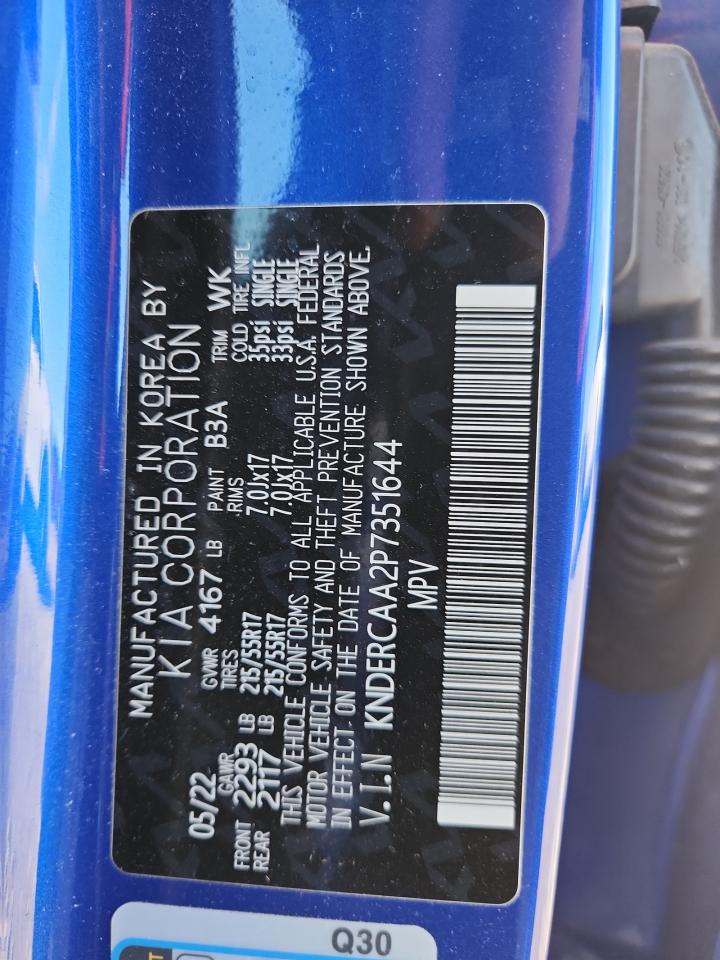 MANUFACTURED IN KOREA BY
KIA CORPORATION
05/22 GVWR 4167 LB PAINT B3A TRIM WK
GAWR TIRES RIMS COLD TIRE INFL
FRONT 2293 LB 215/55R17 7.0Jx17 35psi SINGLE
REAR 2117 LB 215/55R17 7.0Jx17 33psi SINGLE
THIS VEHICLE CONFORMS TO ALL APPLICABLE U.S.A. FEDERAL
MOTOR VEHICLE SAFETY AND THEFT PREVENTION STANDARDS
IN EFFECT ON THE DATE OF MANUFACTURE SHOWN ABOVE.
V.I.N KNDERCAA2P7351644
MPV
Q30